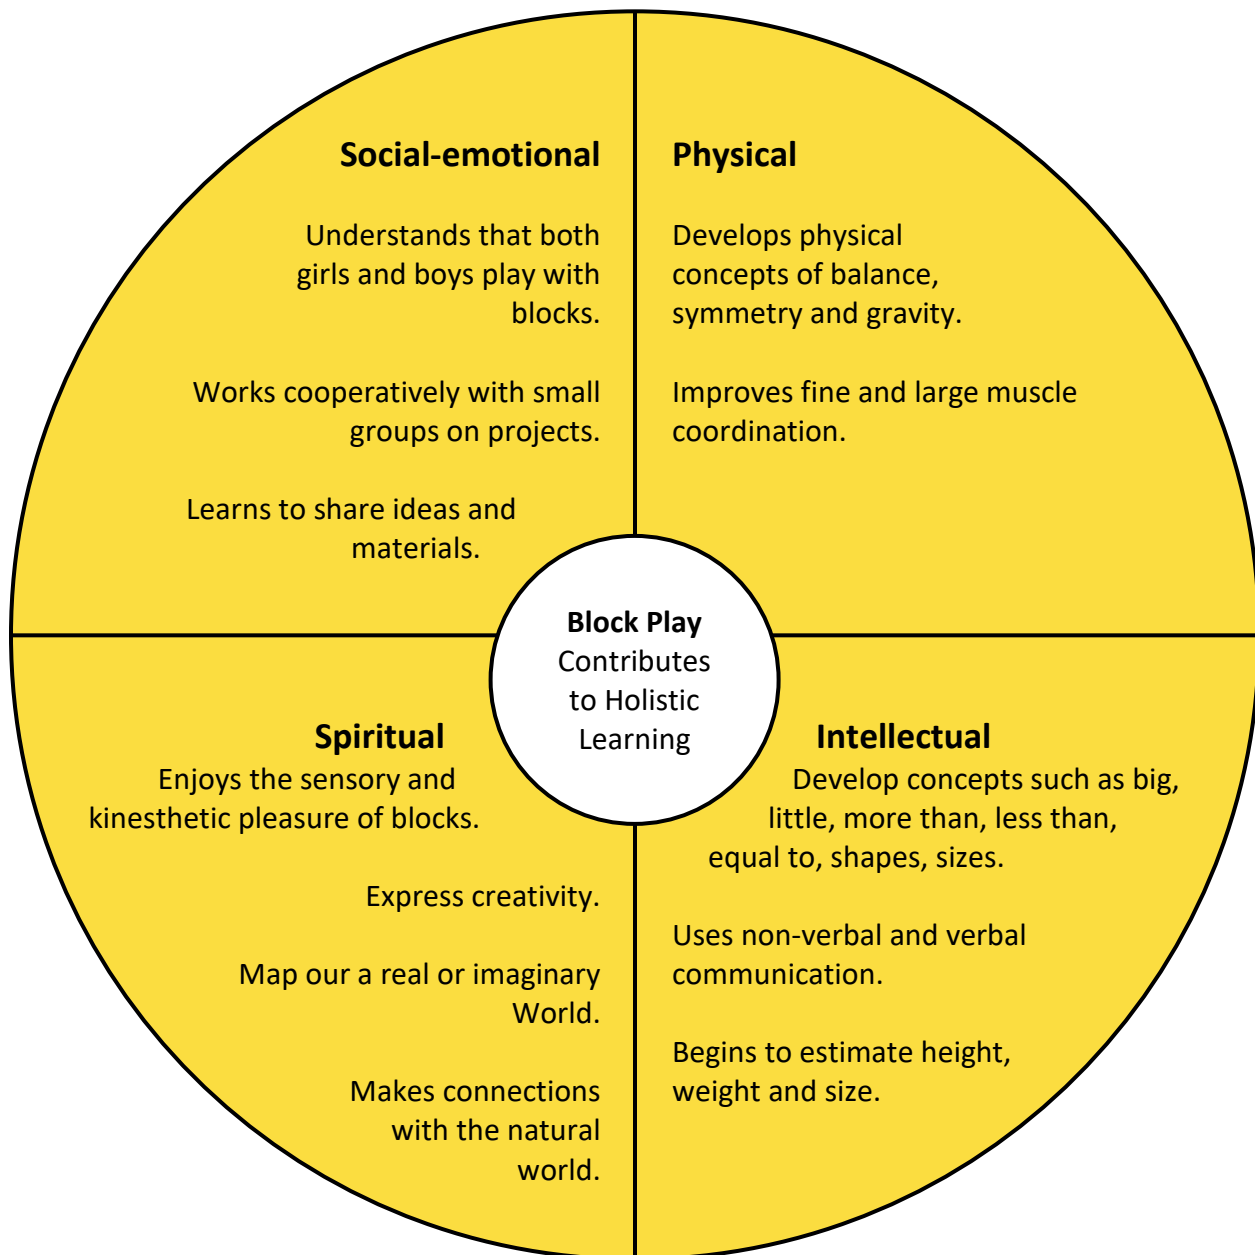 Social-emotional
Understands that both
girls and boys play with
blocks.
Works cooperatively with small
groups on projects.
Learns to share ideas and
materials.
Physical
Develops physical
concepts of balance,
symmetry and gravity.
Improves fine and large muscle
coordination.
Block Play
Contributes
to Holistic
Learning
Spiritual
Enjoys the sensory and
kinesthetic pleasure of blocks.
Express creativity.
Map our a real or imaginary
World.
Makes connections
with the natural
world.
Intellectual
Develop concepts such as big,
little, more than, less than,
equal to, shapes, sizes.
Uses non-verbal and verbal
communication.
Begins to estimate height,
weight and size.